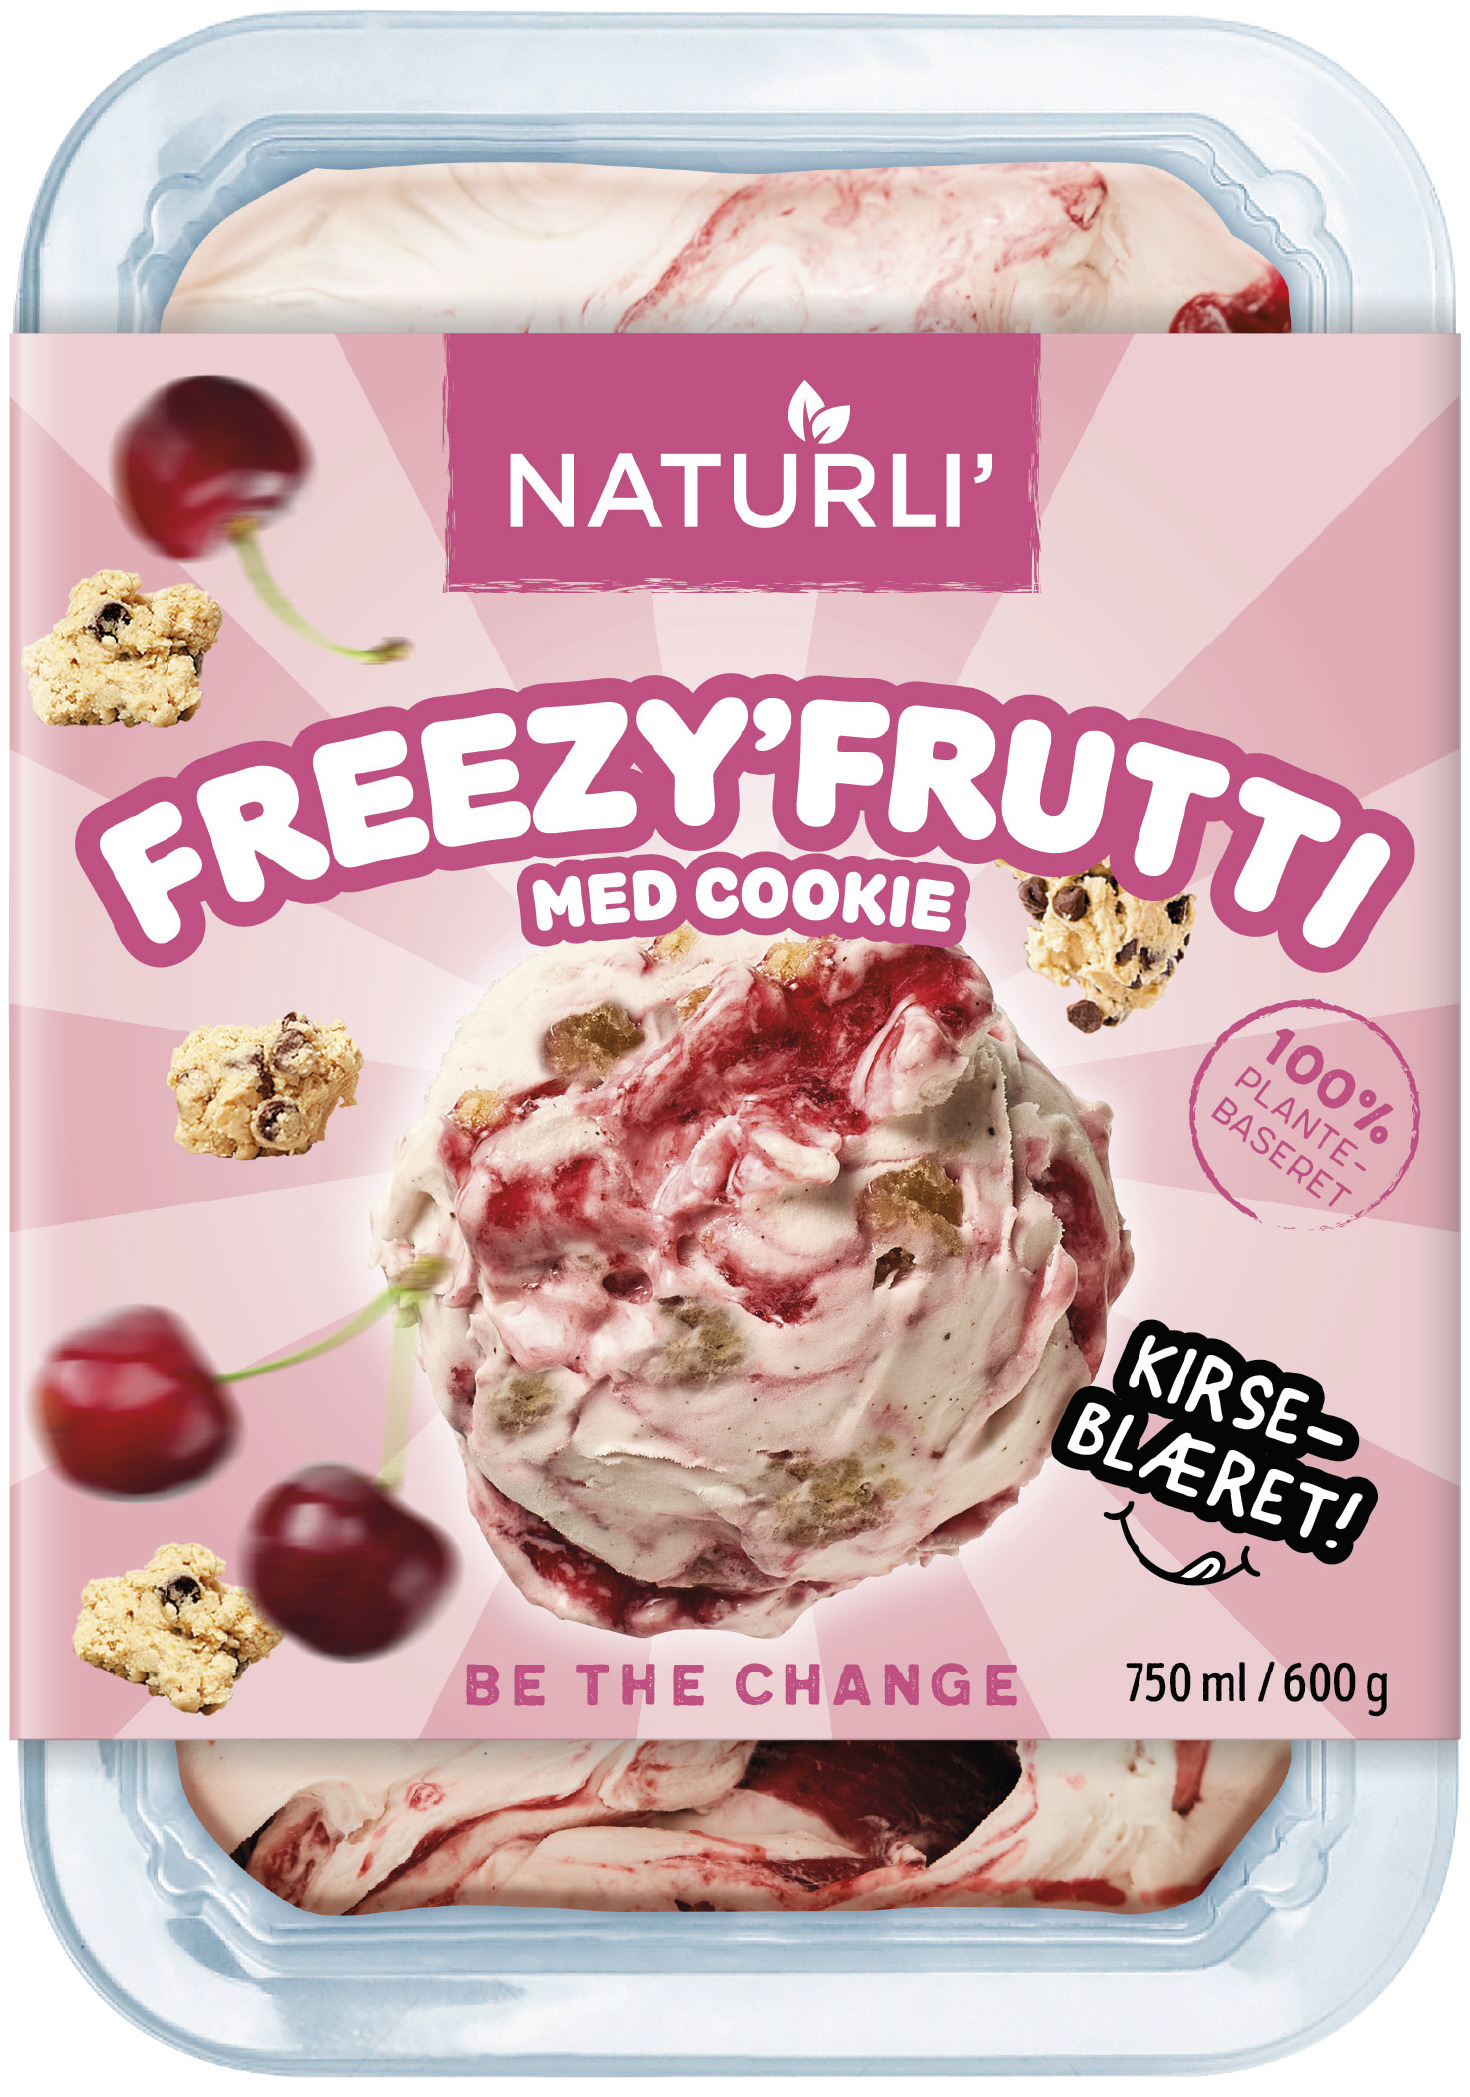 NATURLI'
FREEZY'FRUTTI
MED COOKIE
100%
PLANTE-
BASERET
KIRSE-
BLÆRET!
BE THE CHANGE
750 ml / 600 g